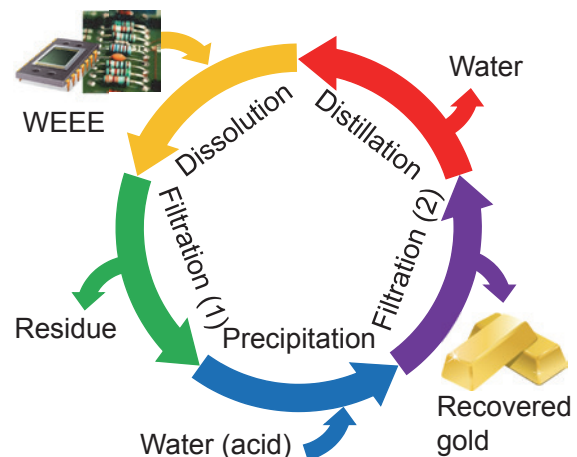 WEEE
Water
Dissolution
Distillation
Filtration (1)
Filtration (2)
Residue
Precipitation
Water (acid)
Recovered
gold